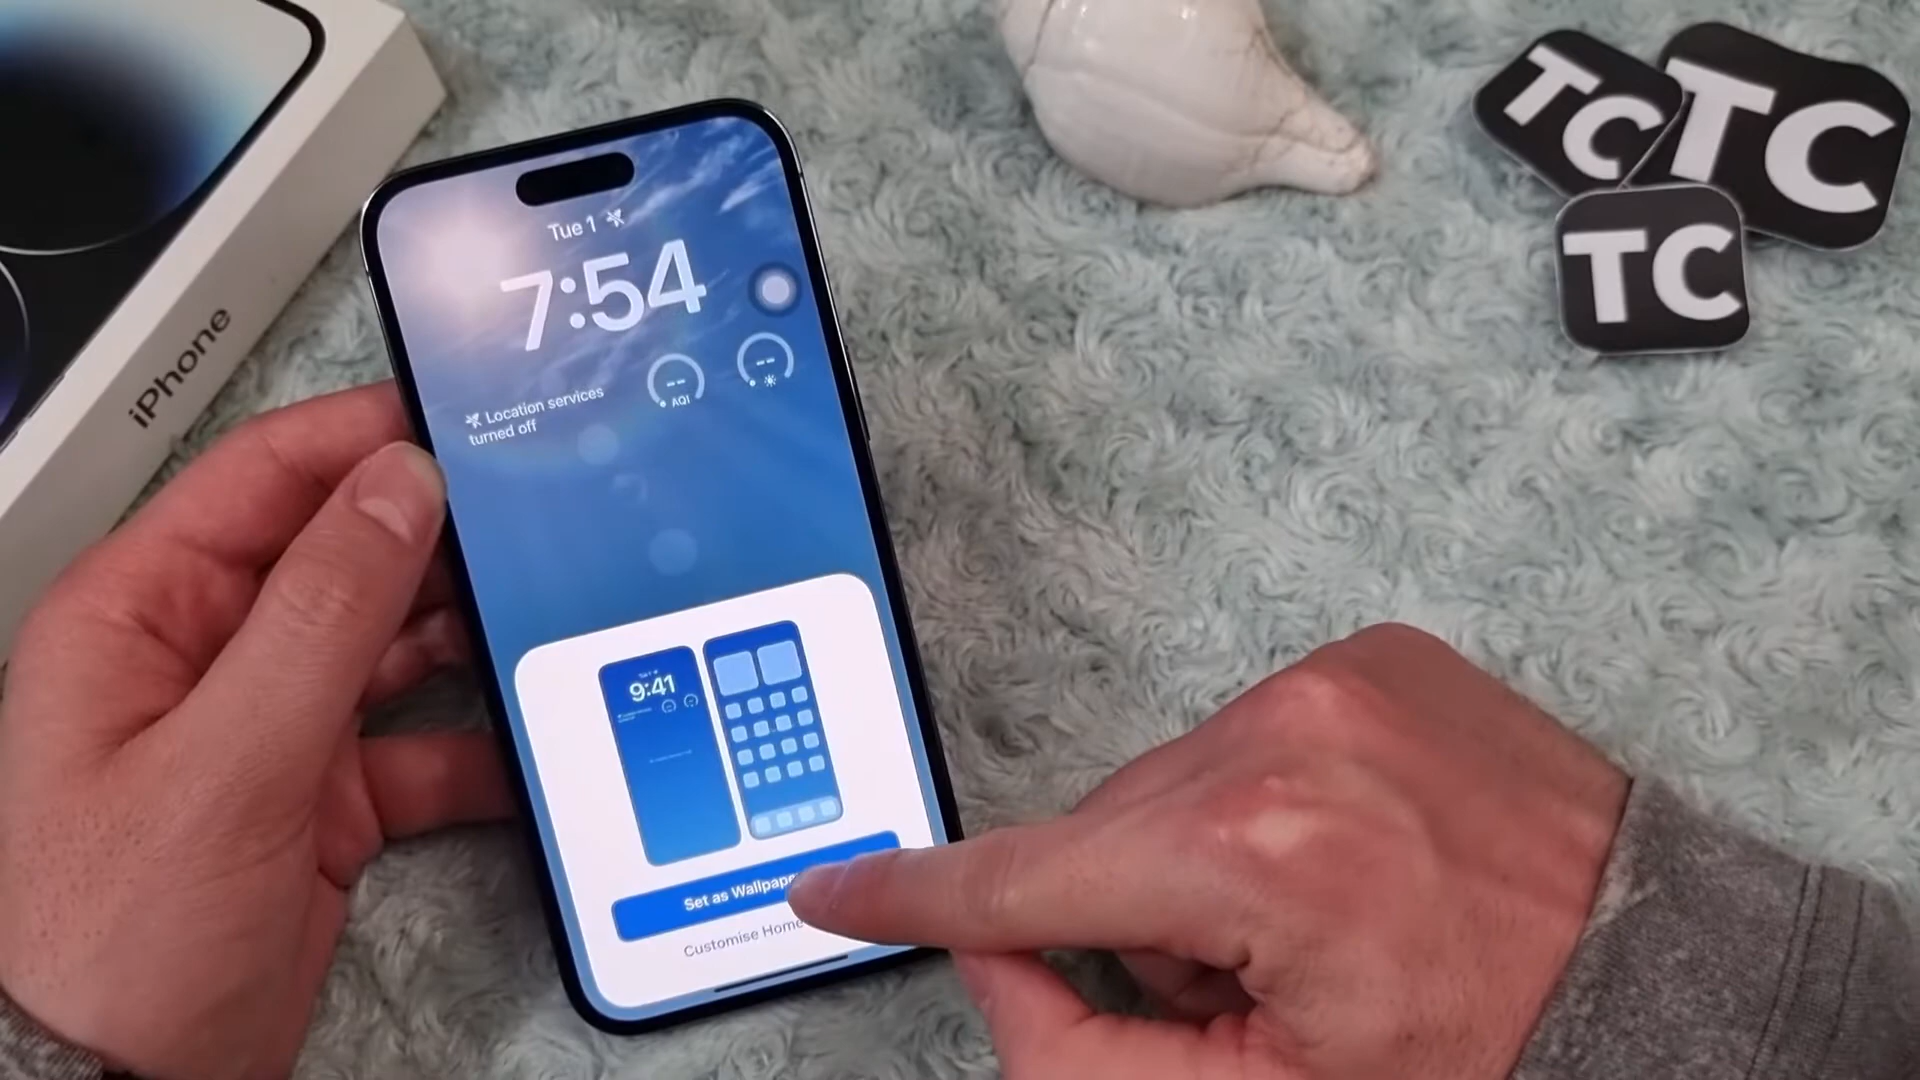 iPhone
Tue 1
7:54
Location services
turned off
--
AQI
--
9:41
Set as Wallpaper
Customise Home
TC
TC
TC